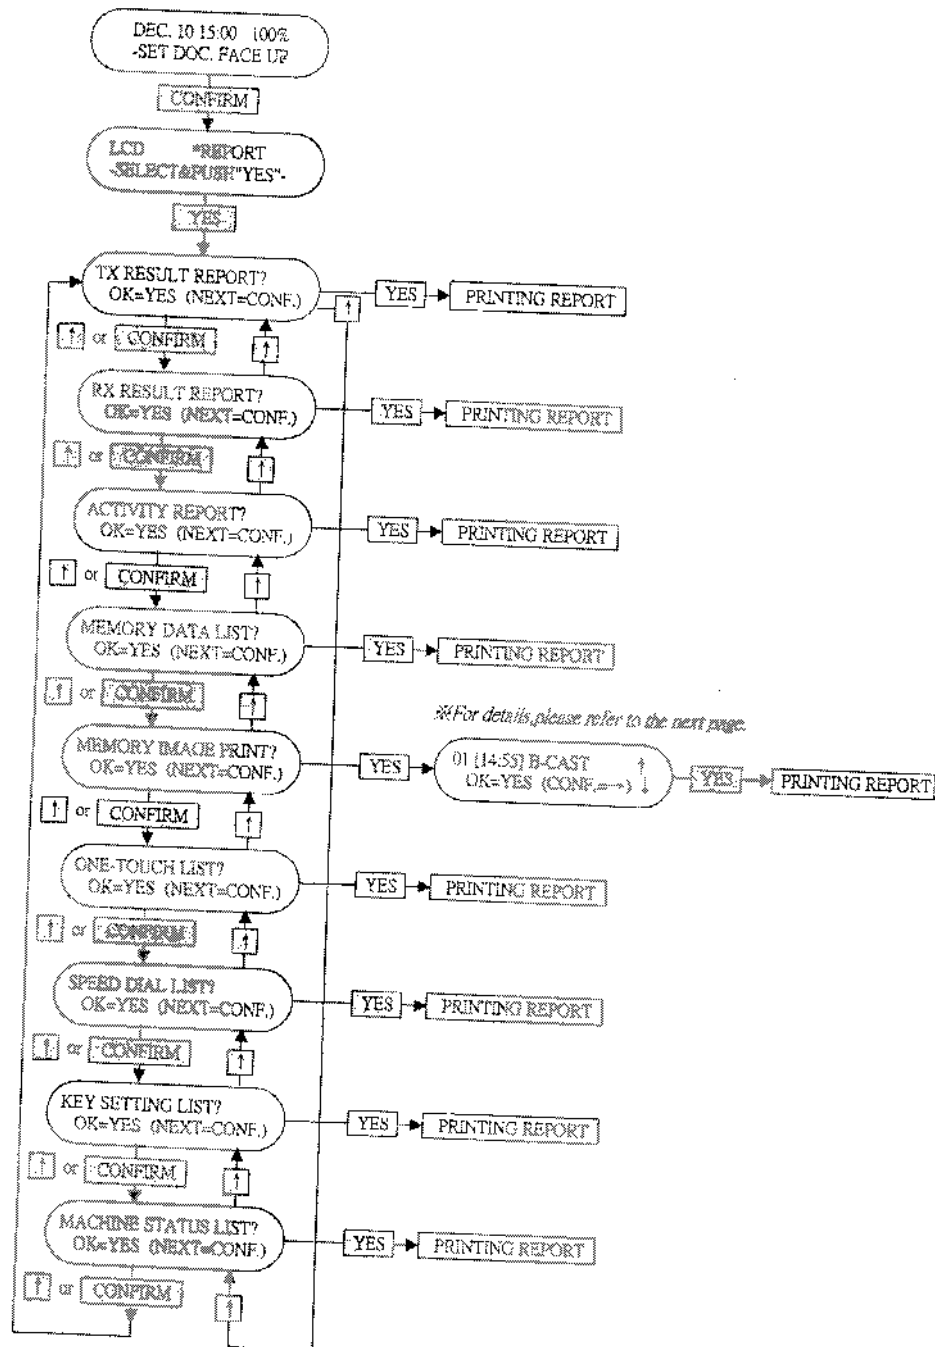 DEC. 10 15:00 100%
-SET DOC. FACE UP
CONFIRM
LCD *REPORT
-SELECT&PUSH"YES"-
YES
TX RESULT REPORT?
OK=YES (NEXT=CONF.)
YES
PRINTING REPORT
↑
↑ or CONFIRM
↑
RX RESULT REPORT?
OK=YES (NEXT=CONF.)
YES
PRINTING REPORT
↑ or CONFIRM
↑
ACTIVITY REPORT?
OK=YES (NEXT=CONF.)
YES
PRINTING REPORT
↑ or CONFIRM
↑
MEMORY DATA LIST?
OK=YES (NEXT=CONF.)
YES
PRINTING REPORT
↑ or CONFIRM
↑
※For details,please refer to the next page.
MEMORY IMAGE PRINT?
OK=YES (NEXT=CONF.)
YES
01 [14:55] B-CAST ↑
OK=YES (CONF.=→) ↓
YES
PRINTING REPORT
↑ or CONFIRM
↑
ONE-TOUCH LIST?
OK=YES (NEXT=CONF.)
YES
PRINTING REPORT
↑ or CONFIRM
↑
SPEED DIAL LIST?
OK=YES (NEXT=CONF.)
YES
PRINTING REPORT
↑ or CONFIRM
↑
KEY SETTING LIST?
OK=YES (NEXT=CONF.)
YES
PRINTING REPORT
↑ or CONFIRM
↑
MACHINE STATUS LIST?
OK=YES (NEXT=CONF.)
YES
PRINTING REPORT
↑ or CONFIRM
↑